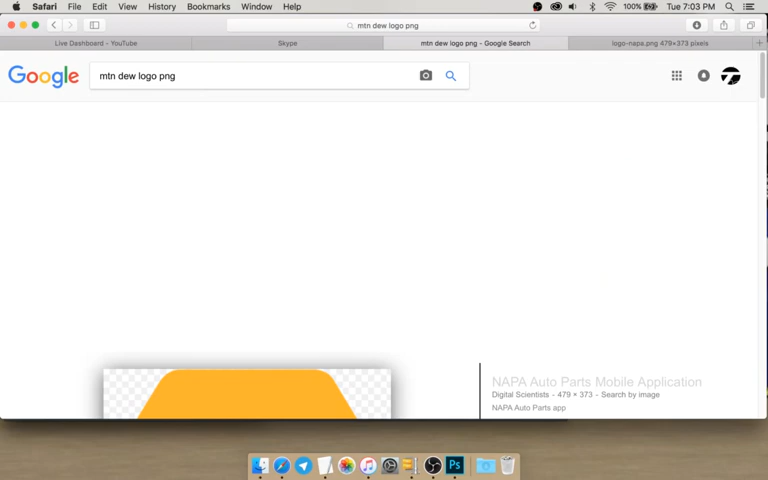 Safari File Edit View History Bookmarks Window Help 100% Tue 7:03 PM
mtn dew logo png
Live Dashboard - YouTube Skype mtn dew logo png - Google Search logo-napa.png 479×373 pixels
Google mtn dew logo png
NAPA Auto Parts Mobile Application
Digital Scientists - 479 × 373 - Search by image
NAPA Auto Parts app
Ps